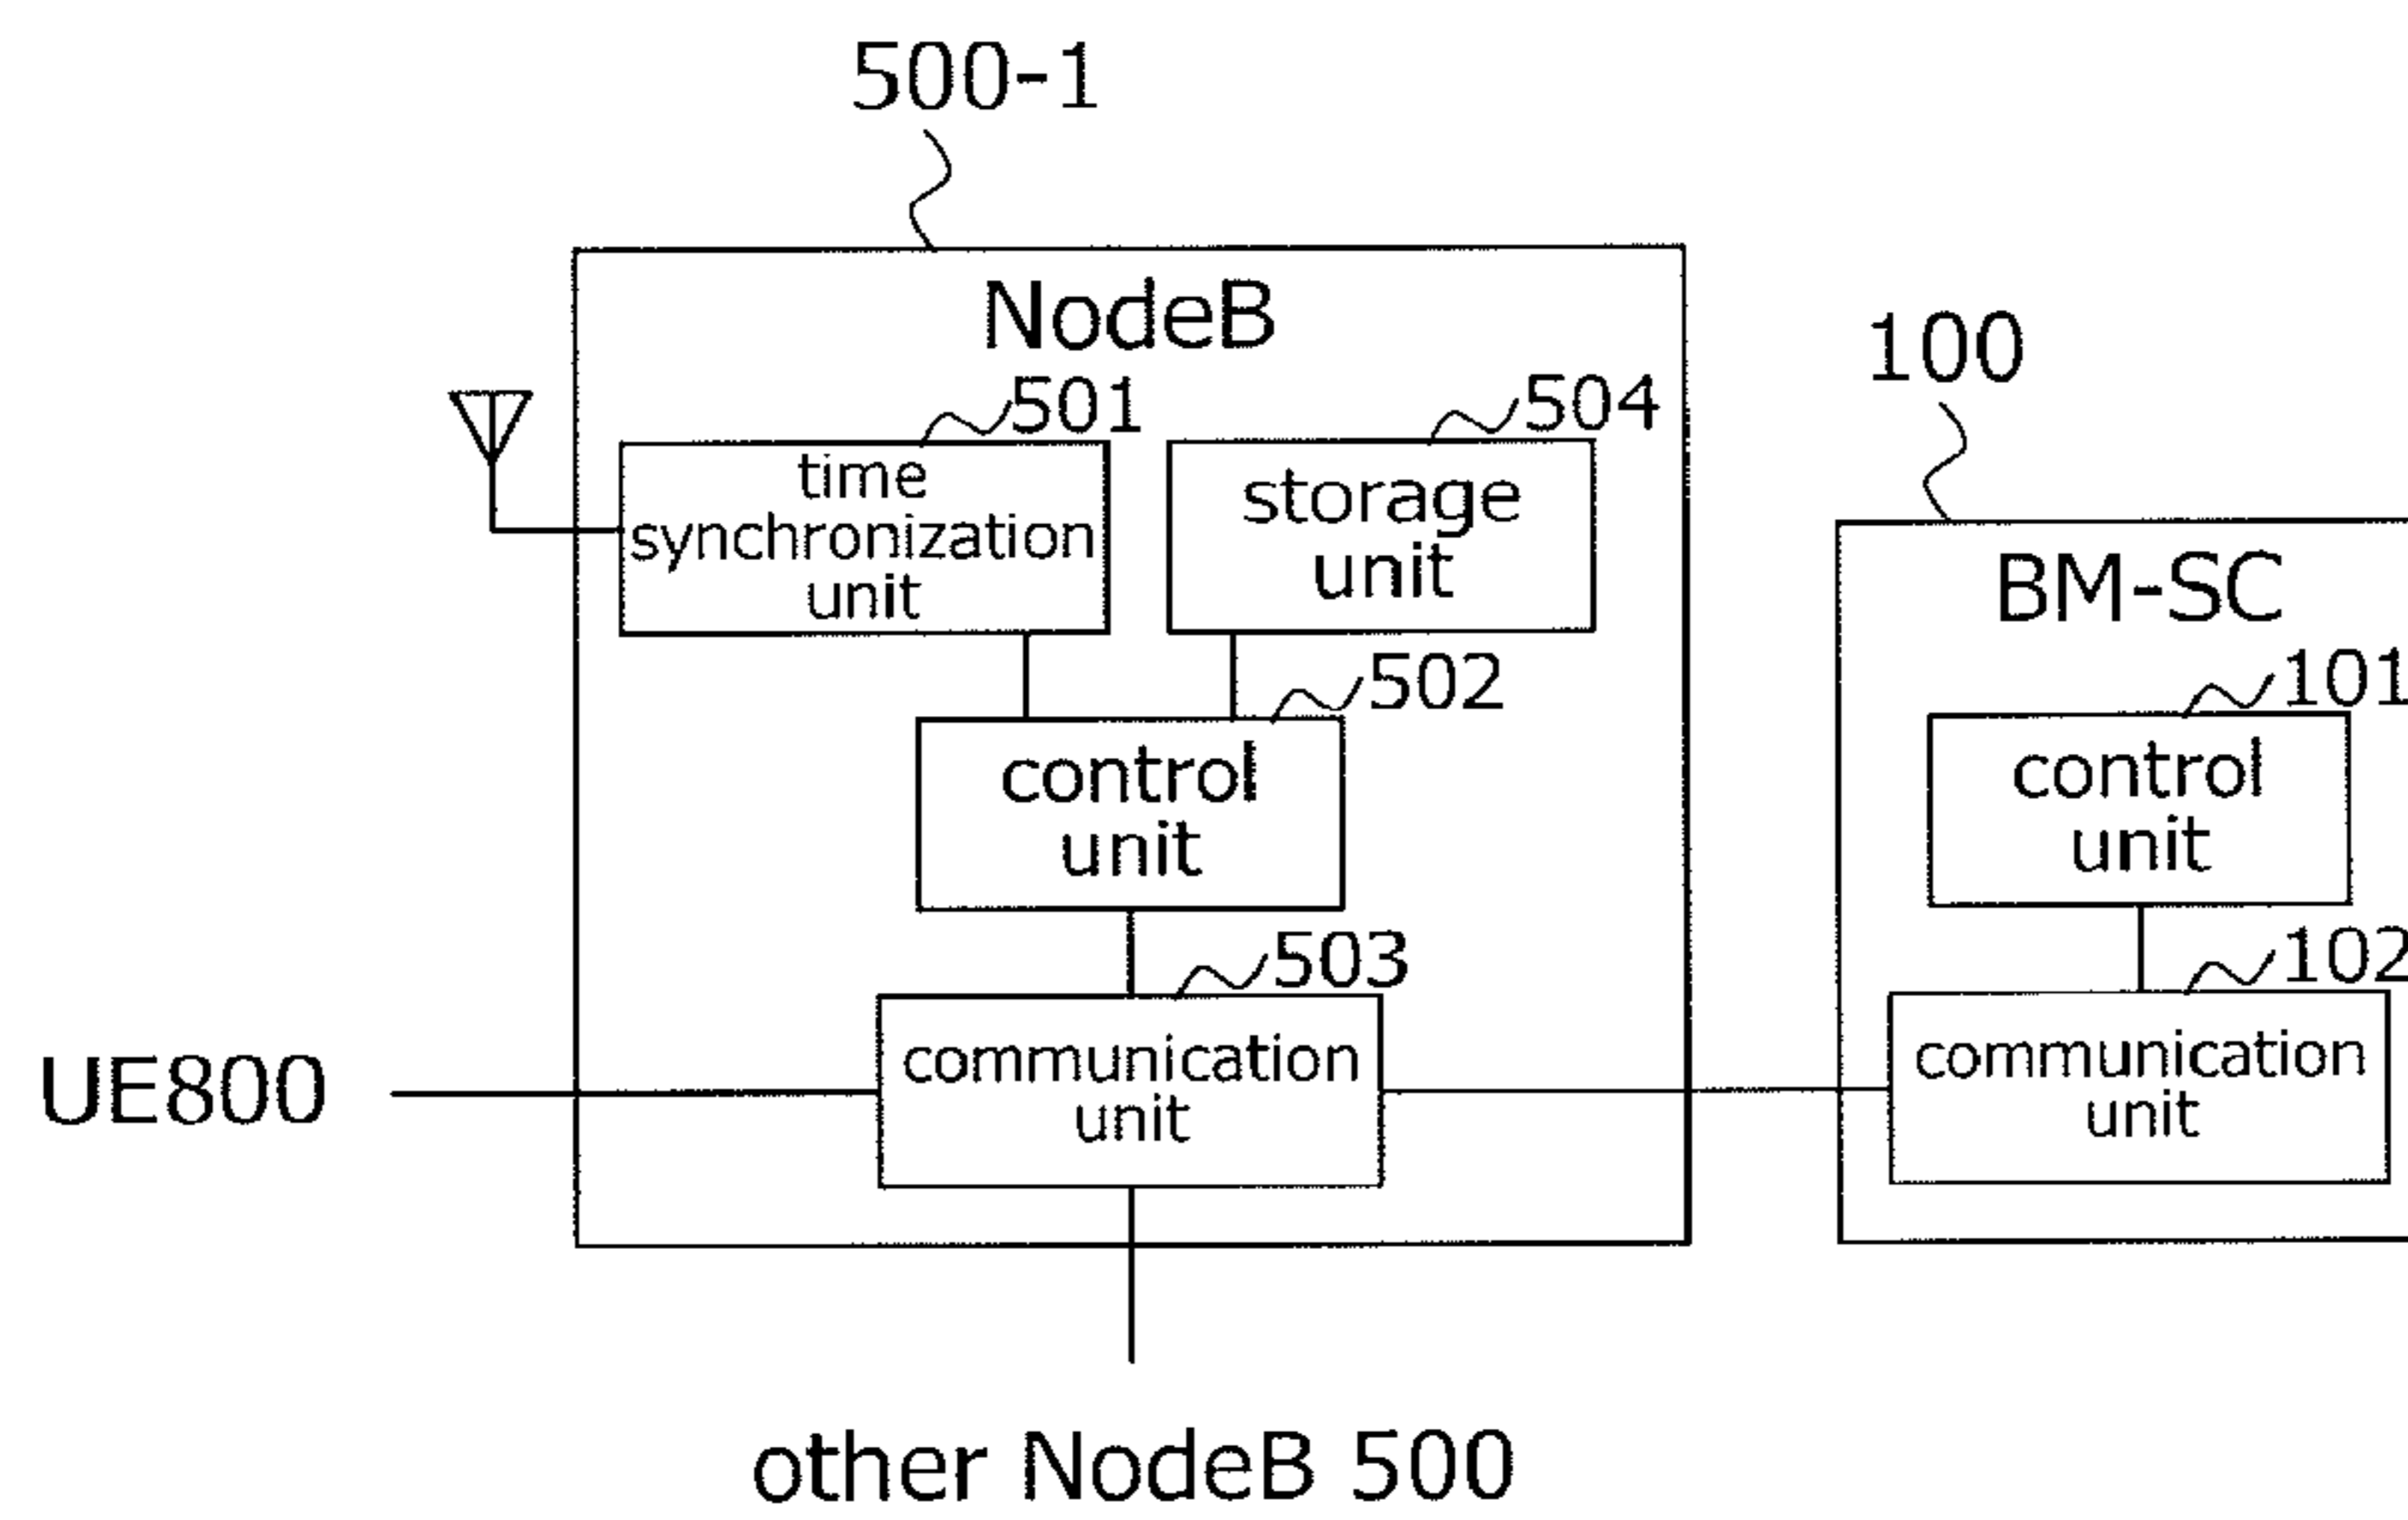 500-1
NodeB
100
501
504
time
synchronization
unit
storage
unit
BM-SC
502
101
control
unit
control
unit
503
102
communication
unit
communication
unit
UE800
other NodeB 500